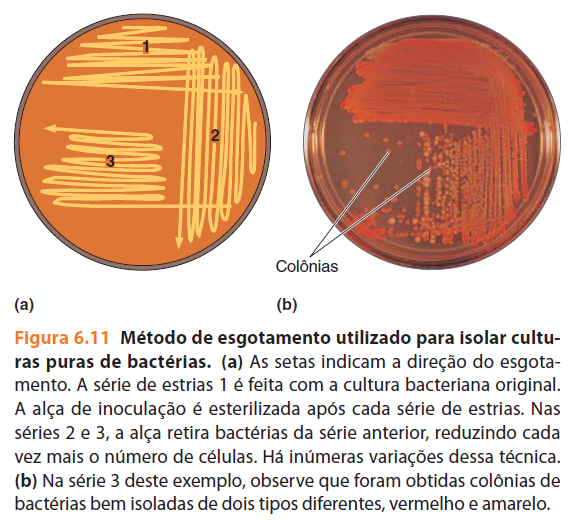 1
2
3
Colônias
(a)
(b)
Figura 6.11 Método de esgotamento utilizado para isolar cultu-
ras puras de bactérias. (a) As setas indicam a direção do esgota-
mento. A série de estrias 1 é feita com a cultura bacteriana original.
A alça de inoculação é esterilizada após cada série de estrias. Nas
séries 2 e 3, a alça retira bactérias da série anterior, reduzindo cada
vez mais o número de células. Há inúmeras variações dessa técnica.
(b) Na série 3 deste exemplo, observe que foram obtidas colônias de
bactérias bem isoladas de dois tipos diferentes, vermelho e amarelo.